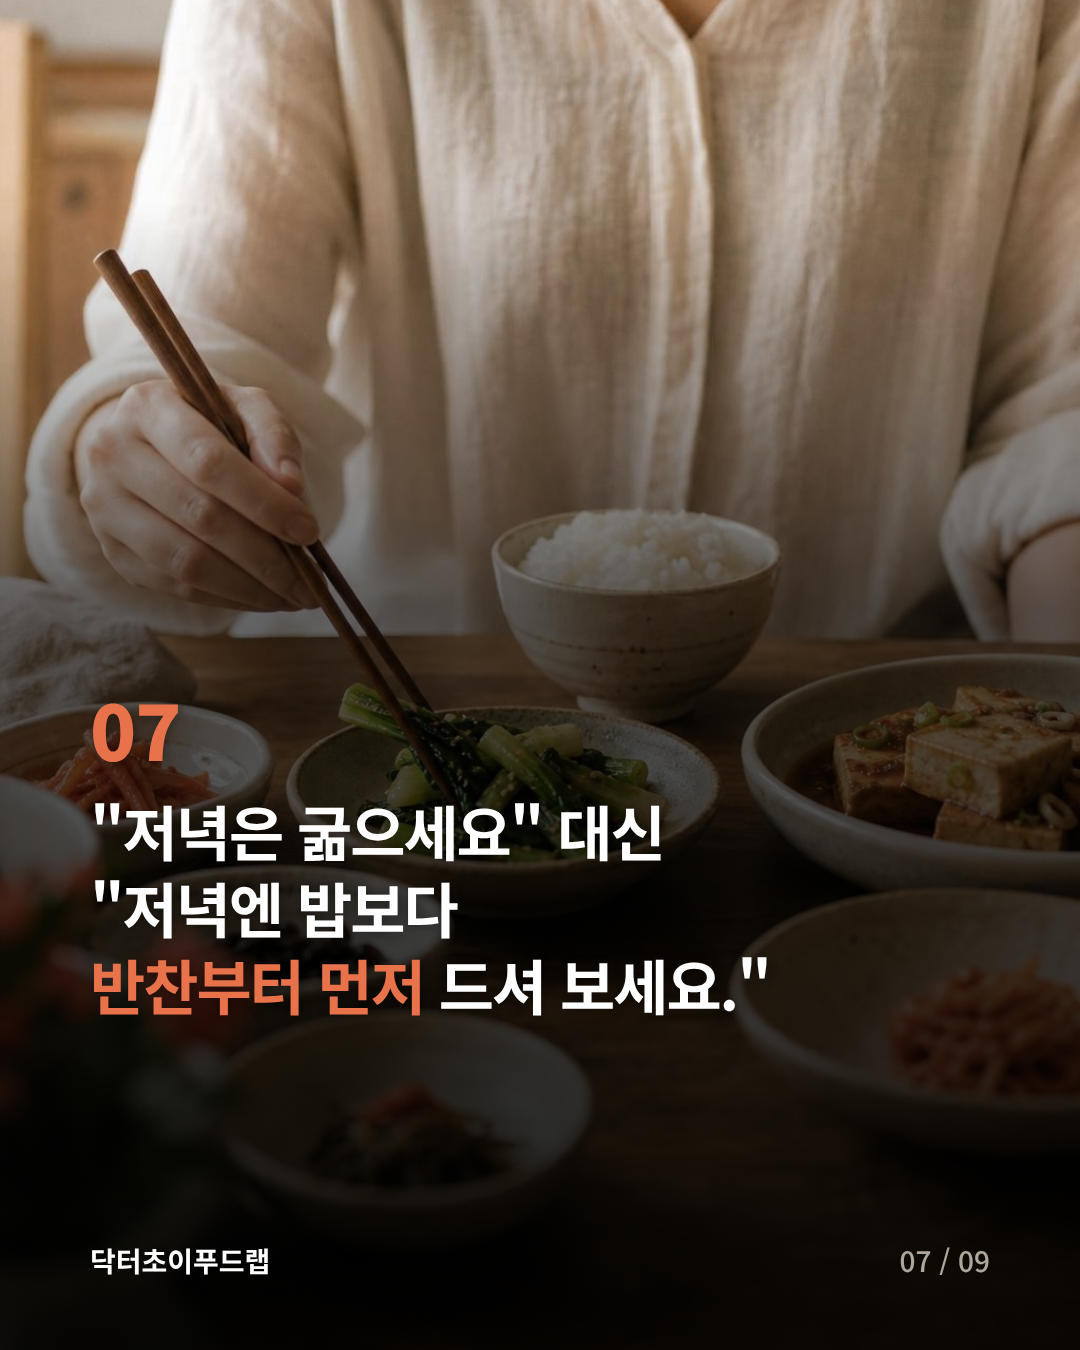 07
"저녁은 굶으세요" 대신
"저녁엔 밥보다
반찬부터 먼저 드셔 보세요."
닥터초이푸드랩
07 / 09